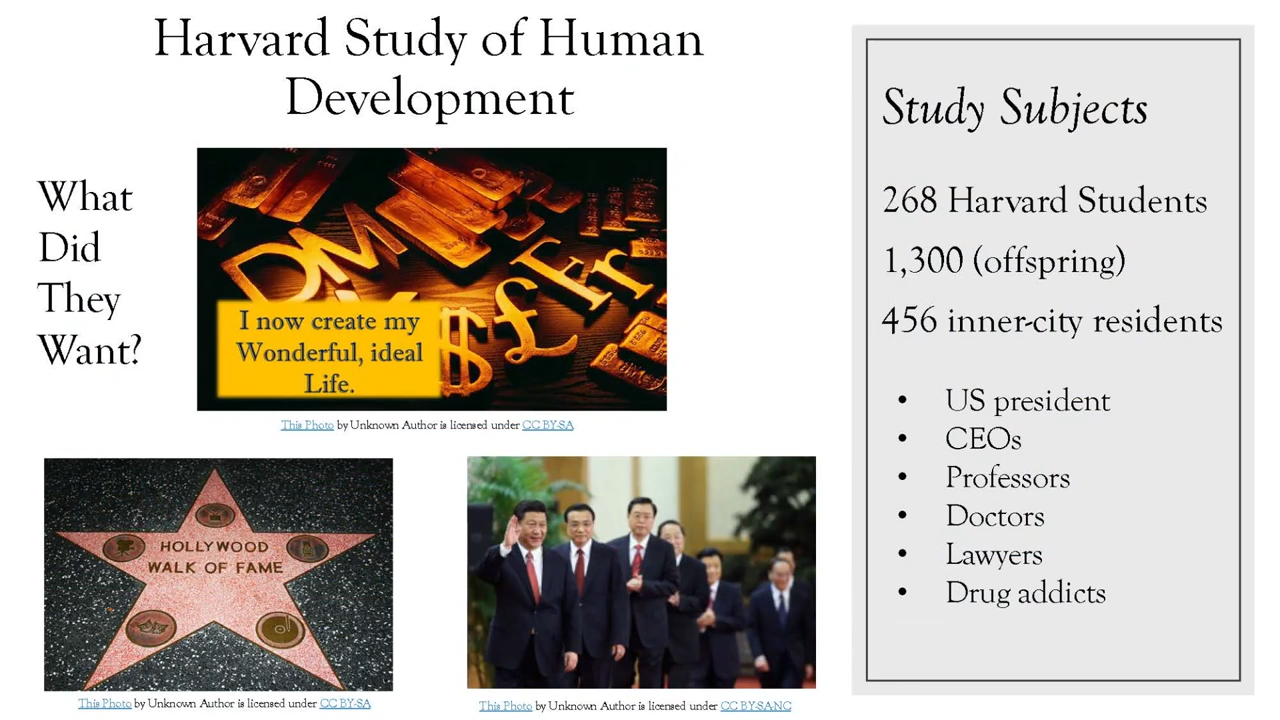 Harvard Study of Human
Development
What
Did
They
Want?
DM
£
Fr
$
I now create my
Wonderful, ideal
Life.
This Photo by Unknown Author is licensed under CC BY-SA
HOLLYWOOD
WALK OF FAME
This Photo by Unknown Author is licensed under CC BY-SA
This Photo by Unknown Author is licensed under CC BY-SA-NC
Study Subjects
268 Harvard Students
1,300 (offspring)
456 inner-city residents
• US president
• CEOs
• Professors
• Doctors
• Lawyers
• Drug addicts